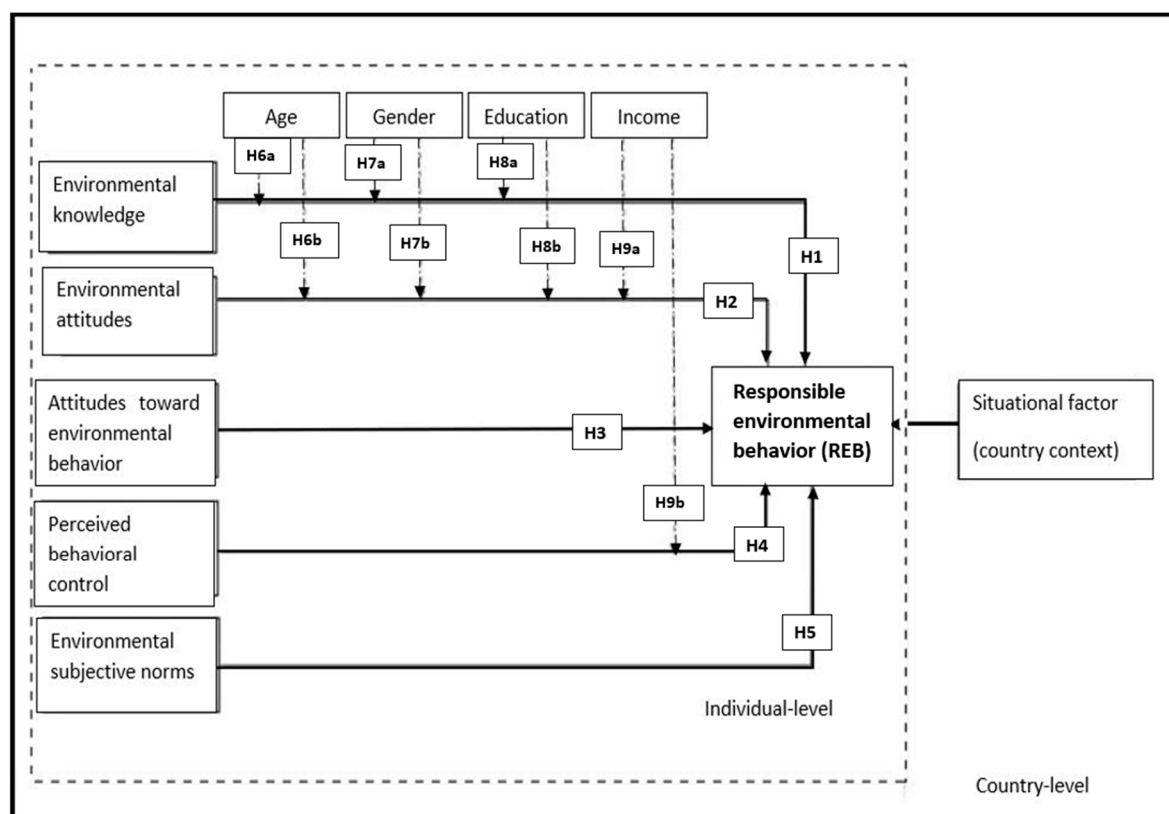 Age
Gender
Education
Income
H6a
H7a
H8a
Environmental
knowledge
H6b
H7b
H8b
H9a
H1
Environmental
attitudes
H2
Attitudes toward
environmental
behavior
H3
Responsible
environmental
behavior (REB)
Situational factor
(country context)
Perceived
behavioral
control
H9b
H4
Environmental
subjective norms
H5
Individual-level
Country-level